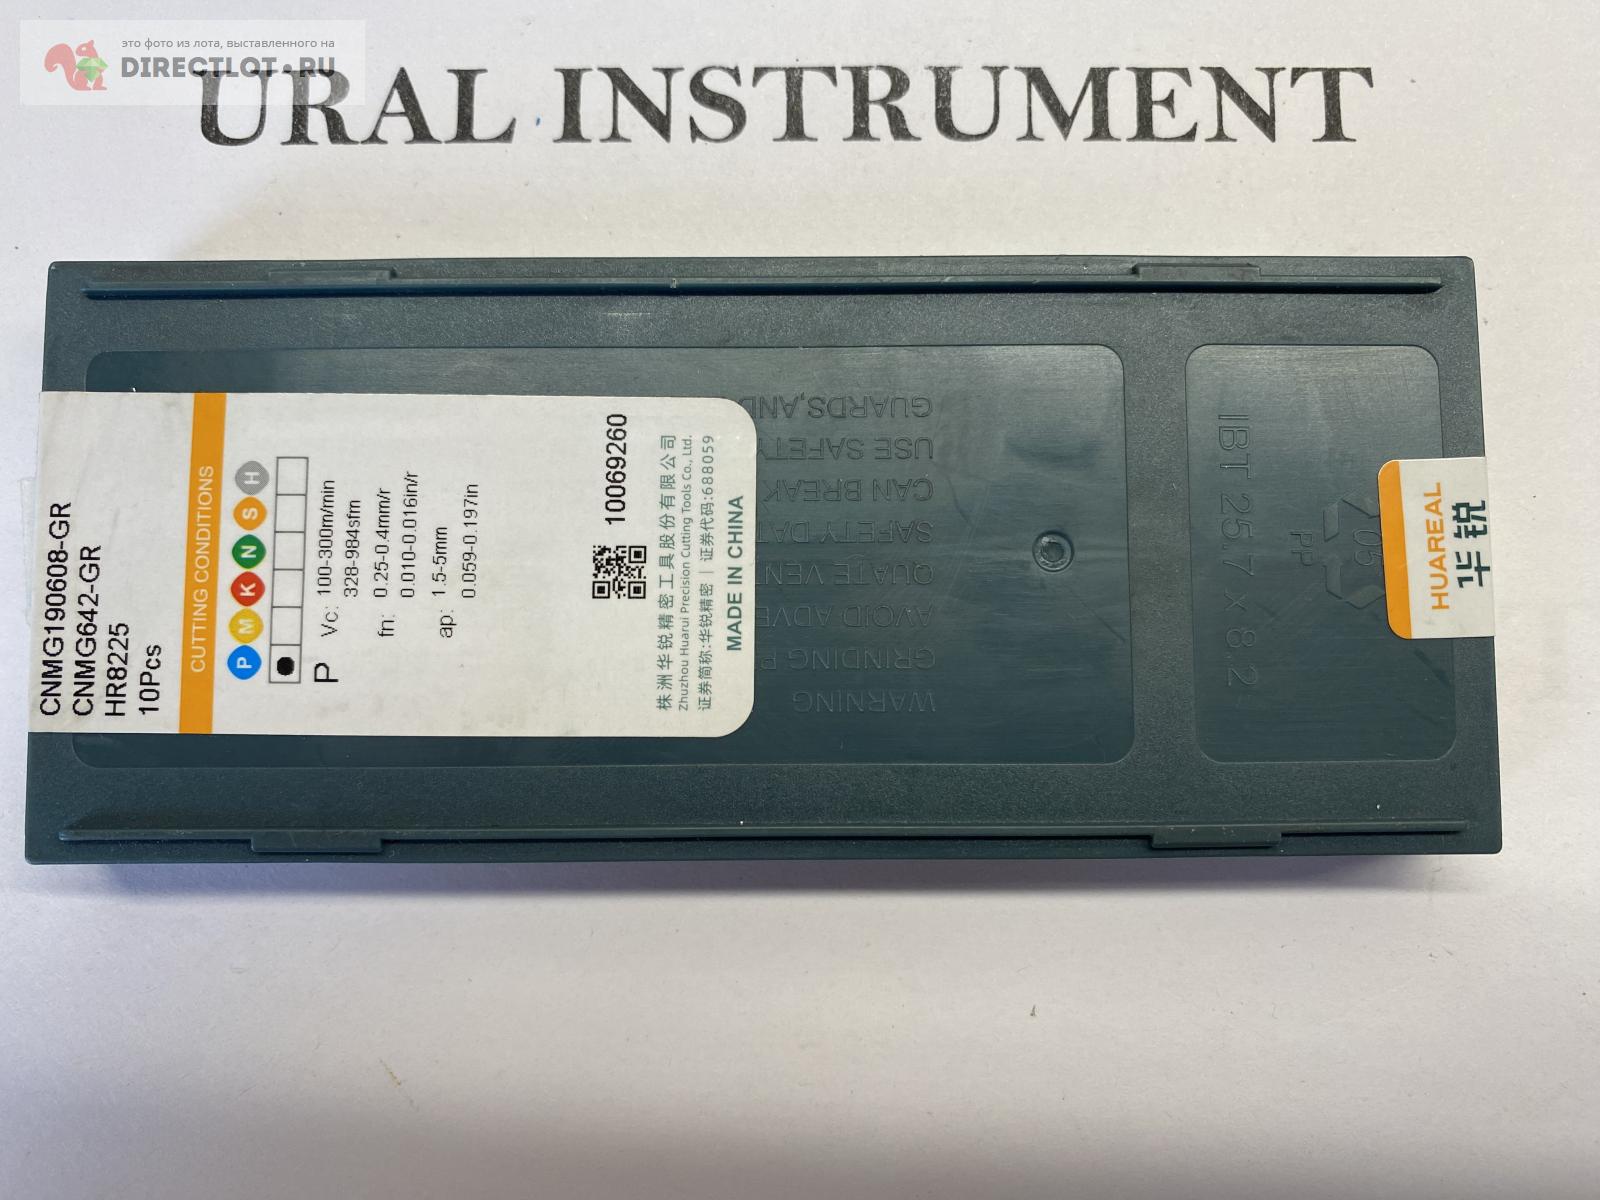 это фото из лота, выставленного на
DIRECTLOT.RU
URAL INSTRUMENT
CNMG190608-GR
CNMG642-GR
HR8225
10Pcs
CUTTING CONDITIONS
P M K N S H
P
Vc: 100-300m/min
328-984sfm
fn: 0.25-0.4mm/r
0.010-0.016in/r
ap: 1.5-5mm
0.059-0.197in
10069260
株洲华锐精密工具股份有限公司
Zhuzhou Huarui Precision Cutting Tools Co., Ltd.
证券简称:华锐精密 | 证券代码:688059
MADE IN CHINA
WARNING
GRINDING
AVOID
QUATE
SAFETY
CAN BREAK
USE SAFETY
GUARDS,AND
IBT 25.7 x 8.2
05
PP
HUAREAL
华锐